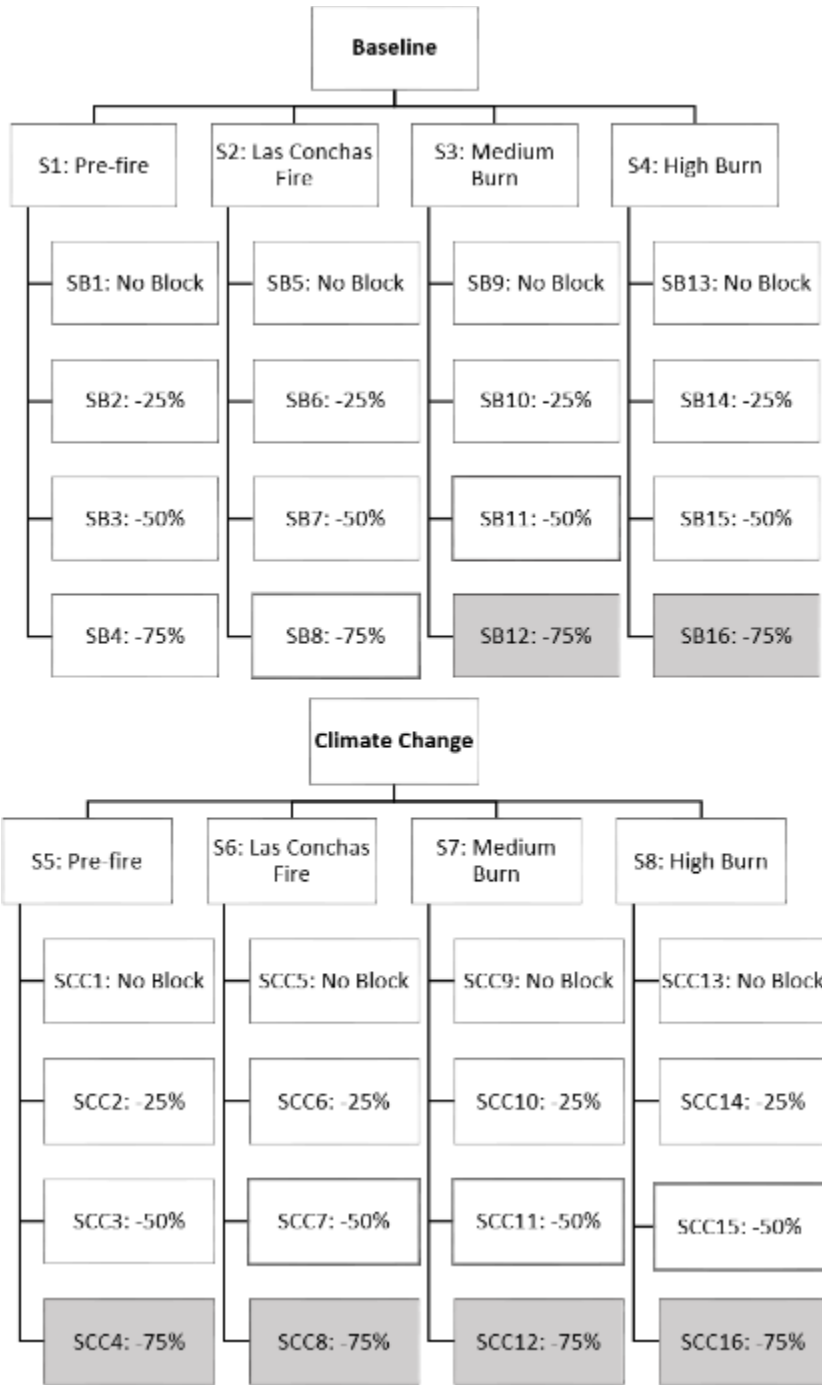 Baseline
S1: Pre-fire
S2: Las Conchas
Fire
S3: Medium
Burn
S4: High Burn
SB1: No Block
SB5: No Block
SB9: No Block
SB13: No Block
SB2: -25%
SB6: -25%
SB10: -25%
SB14: -25%
SB3: -50%
SB7: -50%
SB11: -50%
SB15: -50%
SB4: -75%
SB8: -75%
SB12: -75%
SB16: -75%
Climate Change
S5: Pre-fire
S6: Las Conchas
Fire
S7: Medium
Burn
S8: High Burn
SCC1: No Block
SCC5: No Block
SCC9: No Block
SCC13: No Block
SCC2: -25%
SCC6: -25%
SCC10: -25%
SCC14: -25%
SCC3: -50%
SCC7: -50%
SCC11: -50%
SCC15: -50%
SCC4: -75%
SCC8: -75%
SCC12: -75%
SCC16: -75%